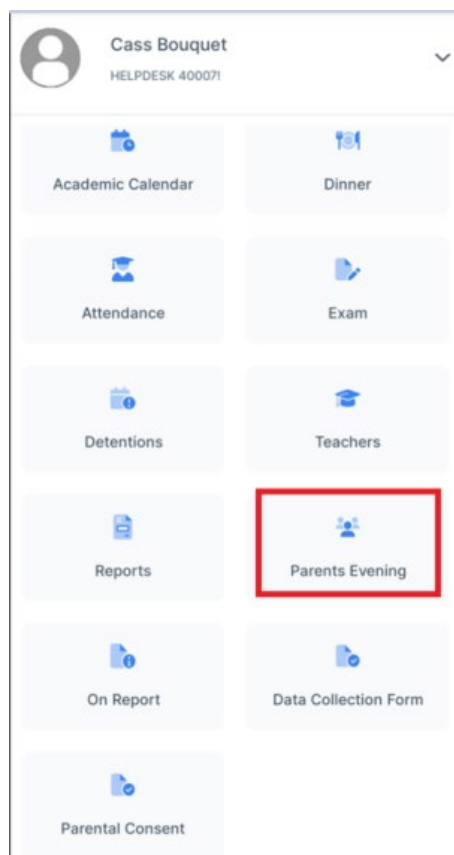 Cass Bouquet
HELPDESK 40007!
Academic Calendar
Dinner
Attendance
Exam
Detentions
Teachers
Reports
Parents Evening
On Report
Data Collection Form
Parental Consent